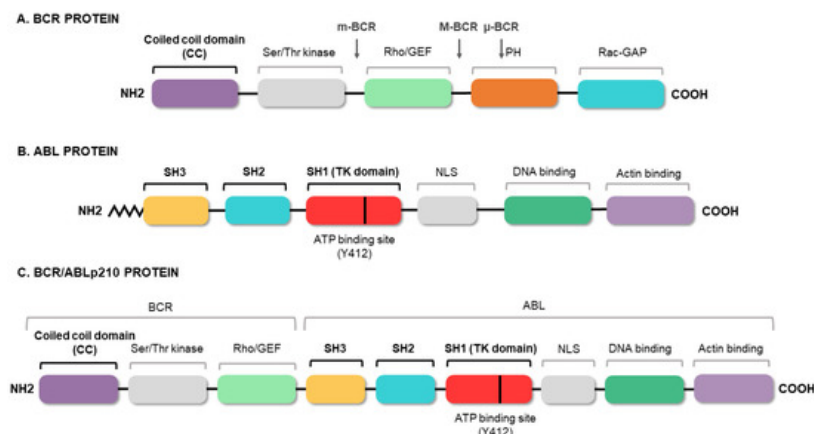 A. BCR PROTEIN
m-BCR M-BCR μ-BCR
Coiled coil domain
(CC)
Ser/Thr kinase Rho/GEF PH Rac-GAP
NH2 COOH
B. ABL PROTEIN
SH3 SH2 SH1 (TK domain) NLS DNA binding Actin binding
NH2 COOH
ATP binding site
(Y412)
C. BCR/ABLp210 PROTEIN
BCR ABL
Coiled coil domain
(CC)
Ser/Thr kinase Rho/GEF SH3 SH2 SH1 (TK domain) NLS DNA binding Actin binding
NH2 COOH
ATP binding site
(Y412)